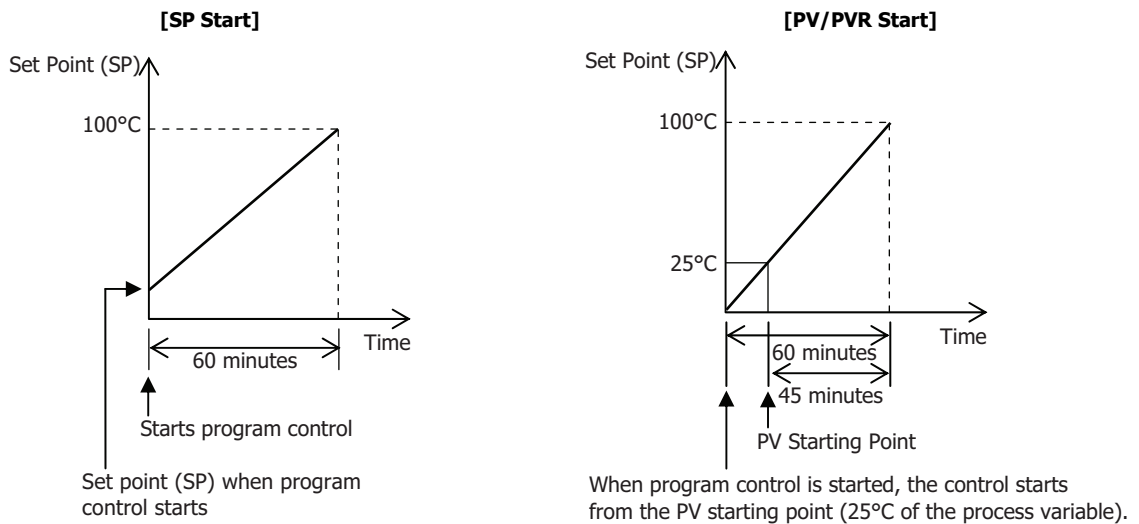 [SP Start]
Set Point (SP)
100°C
Time
60 minutes
Starts program control
Set point (SP) when program
control starts
[PV/PVR Start]
Set Point (SP)
100°C
25°C
Time
60 minutes
45 minutes
PV Starting Point
When program control is started, the control starts
from the PV starting point (25°C of the process variable).